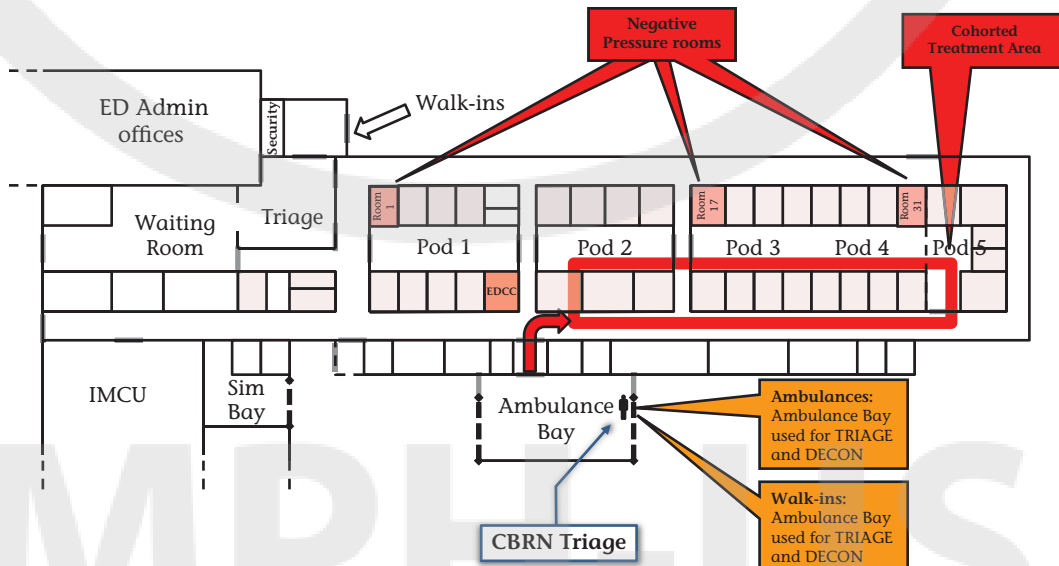 Negative
Pressure rooms
Cohorted
Treatment Area
ED Admin
offices
Security
Walk-ins
Waiting
Room
Triage
Room
1
Pod 1
Pod 2
Room
17
Pod 3
Pod 4
Room
31
Pod 5
EDCC
IMCU
Sim
Bay
Ambulance
Bay
Ambulances:
Ambulance Bay
used for TRIAGE
and DECON
Walk-ins:
Ambulance Bay
used for TRIAGE
and DECON
CBRN Triage
MPHLIS